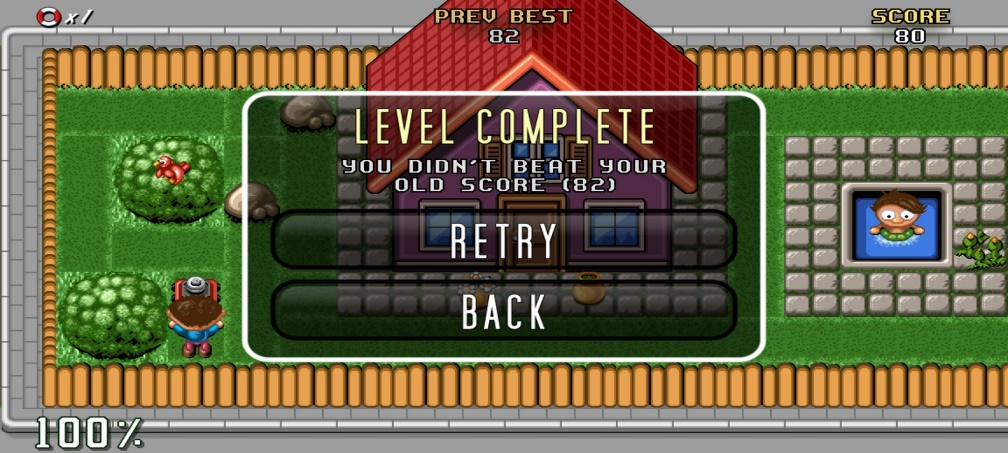 x1
PREV BEST
82
SCORE
80
LEVEL COMPLETE
YOU DIDN'T BEAT YOUR
OLD SCORE (82)
RETRY
BACK
100%